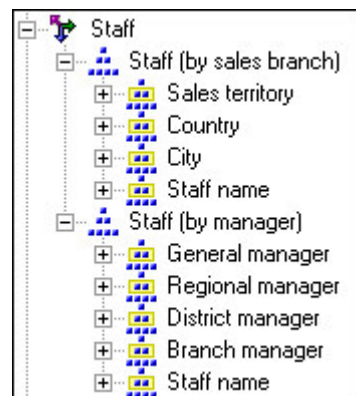 Staff
Staff (by sales branch)
Sales territory
Country
City
Staff name
Staff (by manager)
General manager
Regional manager
District manager
Branch manager
Staff name